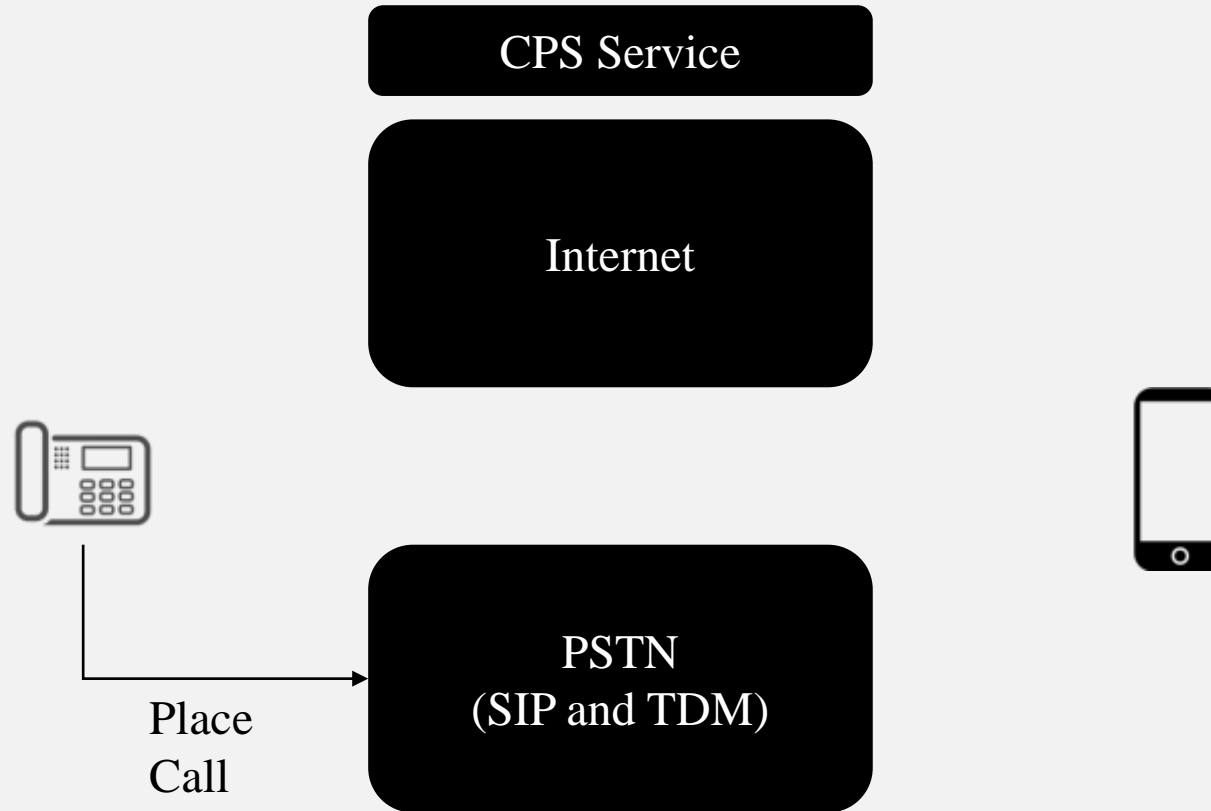 CPS Service
Internet
PSTN
(SIP and TDM)
Place
Call